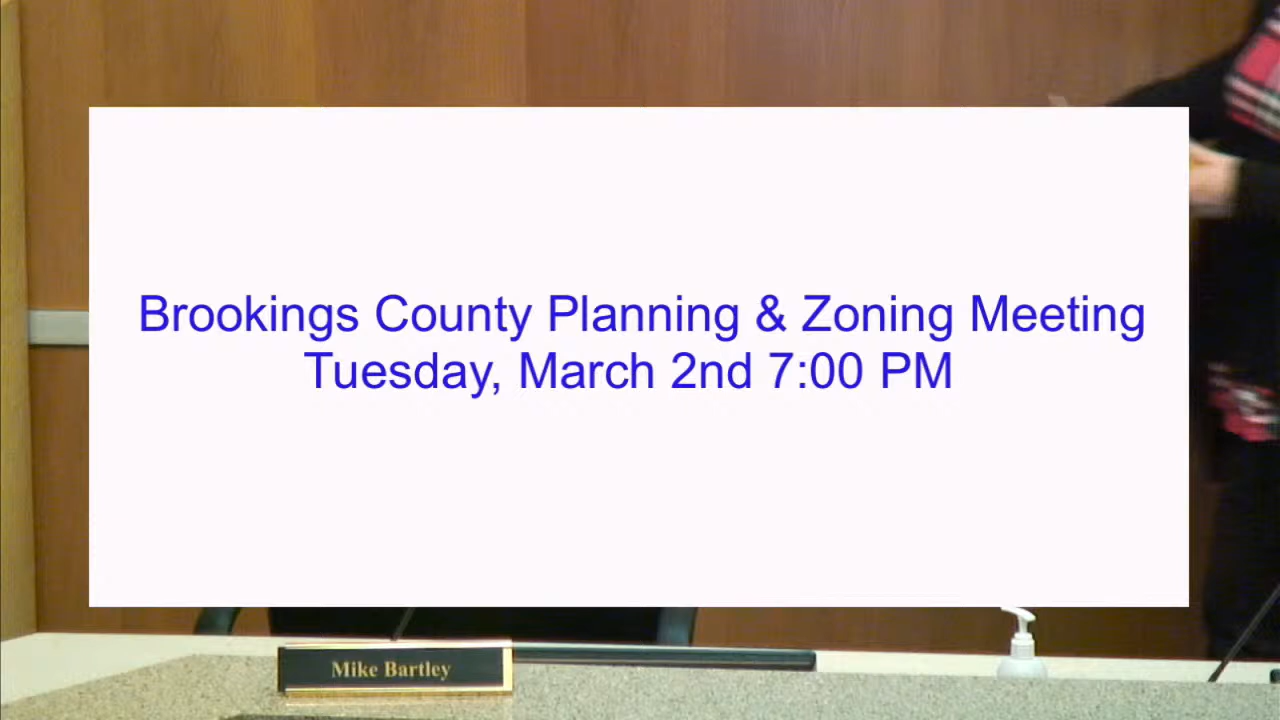 Brookings County Planning & Zoning Meeting
Tuesday, March 2nd 7:00 PM
Mike Bartley